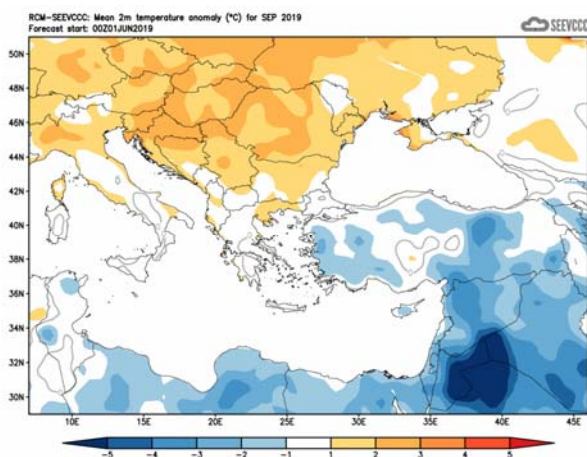 RCM-SEEVCCC: Mean 2m temperature anomaly (°C) for SEP 2019
Forecast start: 00Z01JUN2019
SEEVCCC
50N
48N
46N
44N
42N
40N
38N
36N
34N
32N
30N
10E 15E 20E 25E 30E 35E 40E 45E
-5 -4 -3 -2 -1 1 2 3 4 5